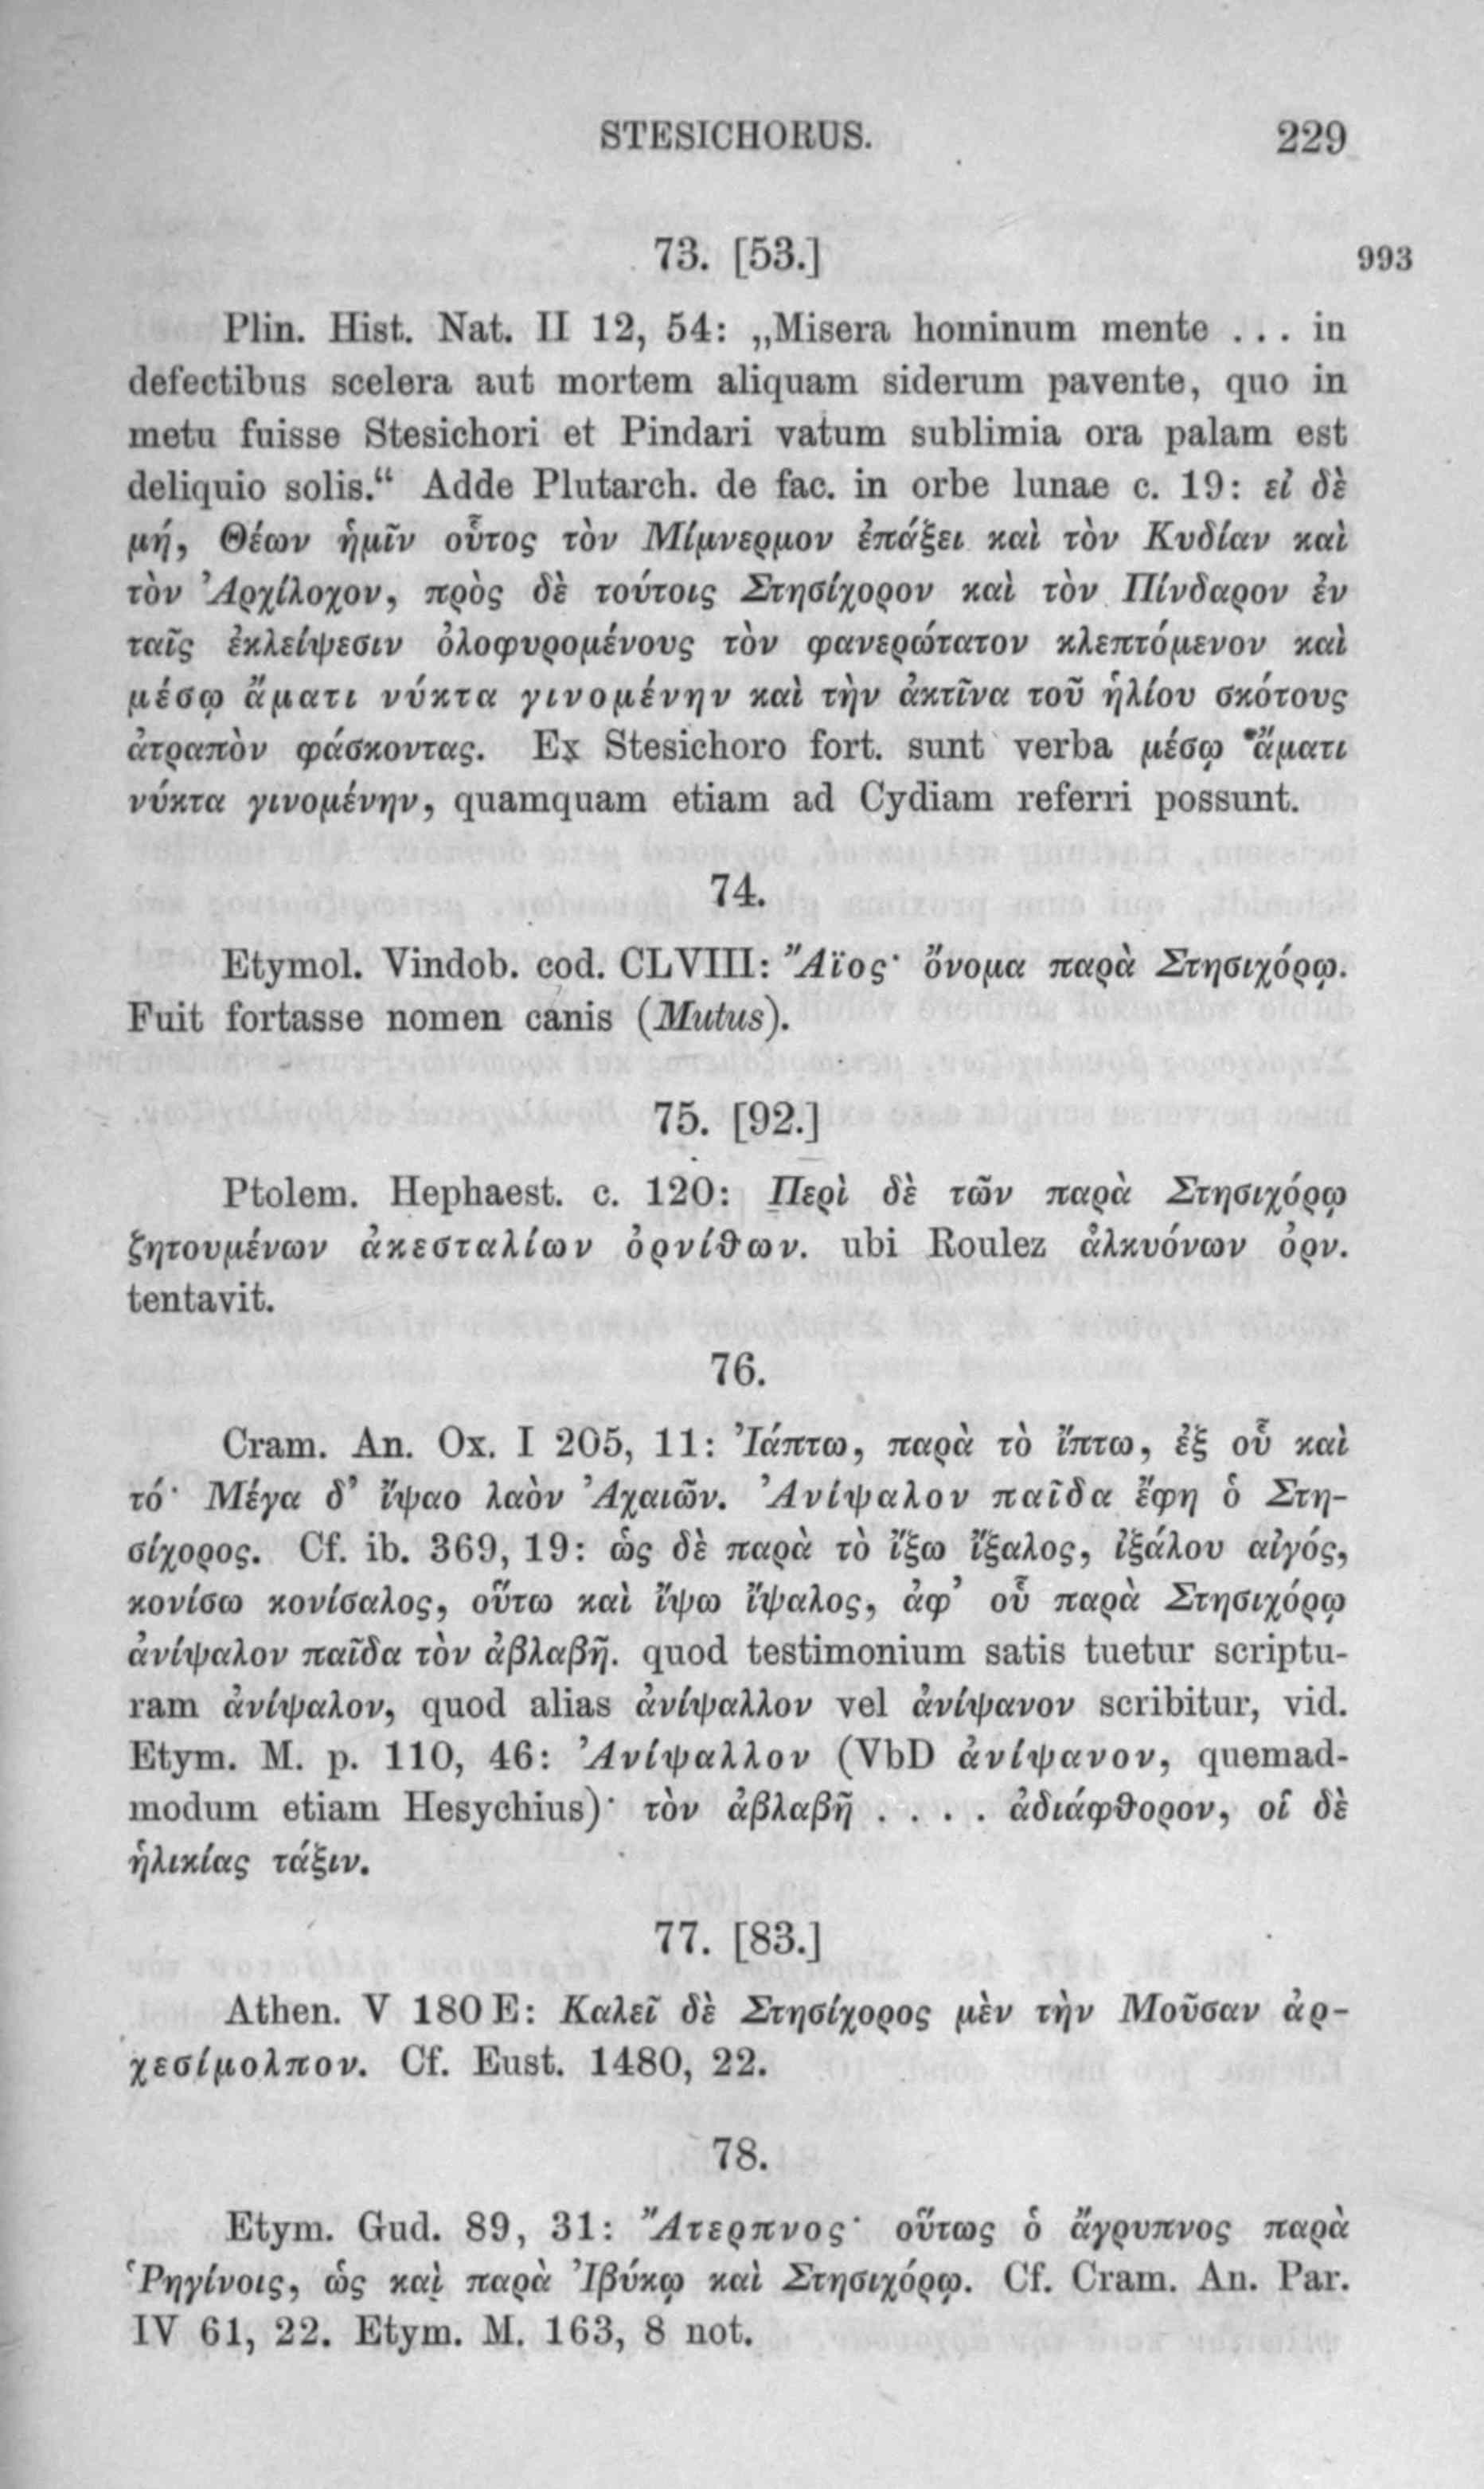 STESICHORUS. 229
73. [53.] 993
Plin. Hist. Nat. II 12, 54: „Misera hominum mente ... in
defectibus scelera aut mortem aliquam siderum pavente, quo in
metu fuisse Stesichori et Pindari vatum sublimia ora palam est
deliquio solis.“ Adde Plutarch. de fac. in orbe lunae c. 19: εἰ δὲ
μή, Θέων ἡμῖν οὗτος τὸν Μίμνερμον ἐπάξει καὶ τὸν Κυδίαν καὶ
τὸν Ἀρχίλοχον, πρὸς δὲ τούτοις Στησίχορον καὶ τὸν Πίνδαρον ἐν
ταῖς ἐκλείψεσιν ὀλοφυρομένους τὸν φανερώτατον κλεπτόμενον καὶ
μέσῳ ἄματι νύκτα γινομένην καὶ τὴν ἀκτῖνα τοῦ ἡλίου σκότους
ἀτραπὸν φάσκοντας. Ex Stesichoro fort. sunt verba μέσῳ ἄματι
νύκτα γινομένην, quamquam etiam ad Cydiam referri possunt.
74.
Etymol. Vindob. cod. CLVIII: Ἄϊος· ὄνομα παρὰ Στησιχόρῳ.
Fuit fortasse nomen canis (Mutus).
75. [92.]
Ptolem. Hephaest. c. 120: Περὶ δὲ τῶν παρὰ Στησιχόρῳ
ζητουμένων ἀκεσταλίων ὀρνίθων. ubi Roulez ἀλκυόνων ὀρν.
tentavit.
76.
Cram. An. Ox. I 205, 11: Ἰάπτω, παρὰ τὸ ἴπτω, ἐξ οὗ καὶ
τό· Μέγα δ’ ἴψαο λαὸν Ἀχαιῶν. Ἀνίψαλον παῖδα ἔφη ὁ Στη-
σίχορος. Cf. ib. 369, 19: ὡς δὲ παρὰ τὸ ἴξω ἴξαλος, ἰξάλου αἰγός,
κονίσω κονίσαλος, οὕτω καὶ ἴψω ἴψαλος, ἀφ’ οὗ παρὰ Στησιχόρῳ
ἀνίψαλον παῖδα τὸν ἀβλαβῆ. quod testimonium satis tuetur scriptu-
ram ἀνίψαλον, quod alias ἀνίψαλλον vel ἀνίψανον scribitur, vid.
Etym. M. p. 110, 46: Ἀνίψαλλον (VbD ἀνίψανον, quemad-
modum etiam Hesychius)· τὸν ἀβλαβῆ .... ἀδιάφθορον, οἱ δὲ
ἡλικίας τάξιν.
77. [83.]
Athen. V 180 E: Καλεῖ δὲ Στησίχορος μὲν τὴν Μοῦσαν ἀρ-
χεσίμολπον. Cf. Eust. 1480, 22.
78.
Etym. Gud. 89, 31: Ἄτερπνος· οὕτως ὁ ἄγρυπνος παρὰ
Ῥηγίνοις, ὡς καὶ παρὰ Ἰβύκῳ καὶ Στησιχόρῳ. Cf. Cram. An. Par.
IV 61, 22. Etym. M. 163, 8 not.